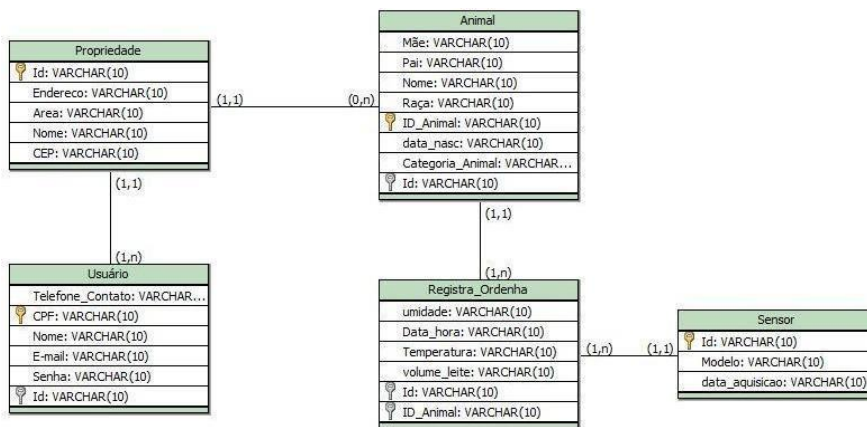 Propriedade
Id: VARCHAR(10)
Endereco: VARCHAR(10)
Area: VARCHAR(10)
Nome: VARCHAR(10)
CEP: VARCHAR(10)
(1,1)
(0,n)
Animal
Mãe: VARCHAR(10)
Pai: VARCHAR(10)
Nome: VARCHAR(10)
Raça: VARCHAR(10)
ID_Animal: VARCHAR(10)
data_nasc: VARCHAR(10)
Categoria_Animal: VARCHAR...
Id: VARCHAR(10)
(1,1)
(1,n)
Usuário
Telefone_Contato: VARCHAR...
CPF: VARCHAR(10)
Nome: VARCHAR(10)
E-mail: VARCHAR(10)
Senha: VARCHAR(10)
Id: VARCHAR(10)
(1,1)
(1,n)
Registra_Ordenha
umidade: VARCHAR(10)
Data_hora: VARCHAR(10)
Temperatura: VARCHAR(10)
volume_leite: VARCHAR(10)
Id: VARCHAR(10)
ID_Animal: VARCHAR(10)
(1,n)
(1,1)
Sensor
Id: VARCHAR(10)
Modelo: VARCHAR(10)
data_aquisicao: VARCHAR(10)